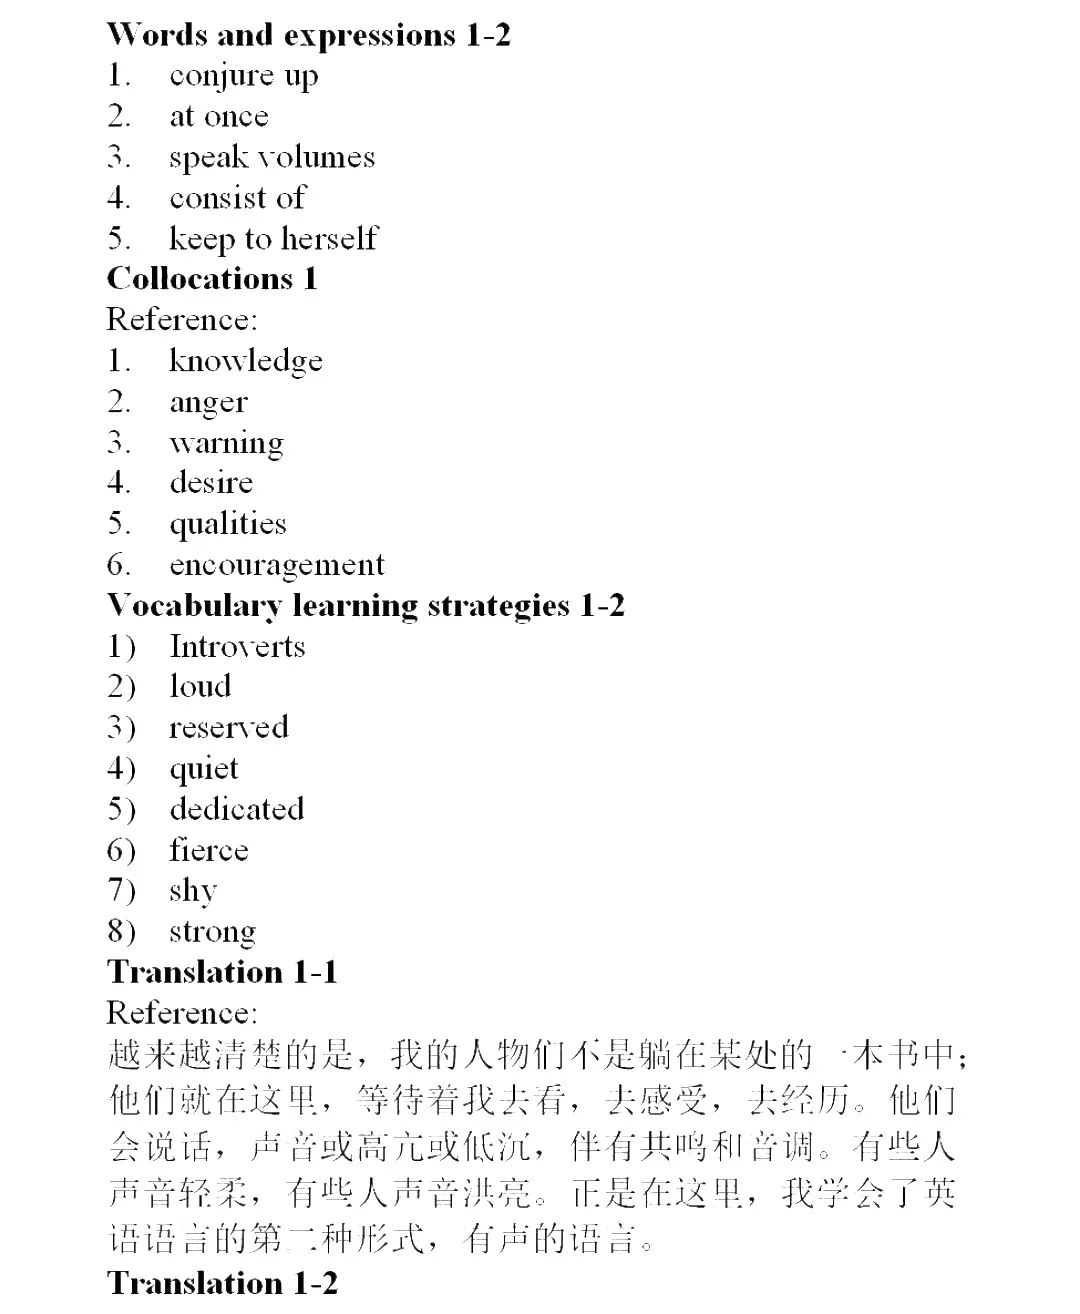 Words and expressions 1-2
1. conjure up
2. at once
3. speak volumes
4. consist of
5. keep to herself
Collocations 1
Reference:
1. knowledge
2. anger
3. warning
4. desire
5. qualities
6. encouragement
Vocabulary learning strategies 1-2
1) Introverts
2) loud
3) reserved
4) quiet
5) dedicated
6) fierce
7) shy
8) strong
Translation 1-1
Reference:
越来越清楚的是，我的人物们不是躺在某处的一本书中；
他们就在这里，等待着我去看，去感受，去经历。他们
会说话，声音或高亢或低沉，伴有共鸣和音调。有些人
声音轻柔，有些人声音洪亮。正是在这里，我学会了英
语语言的第二种形式，有声的语言。
Translation 1-2